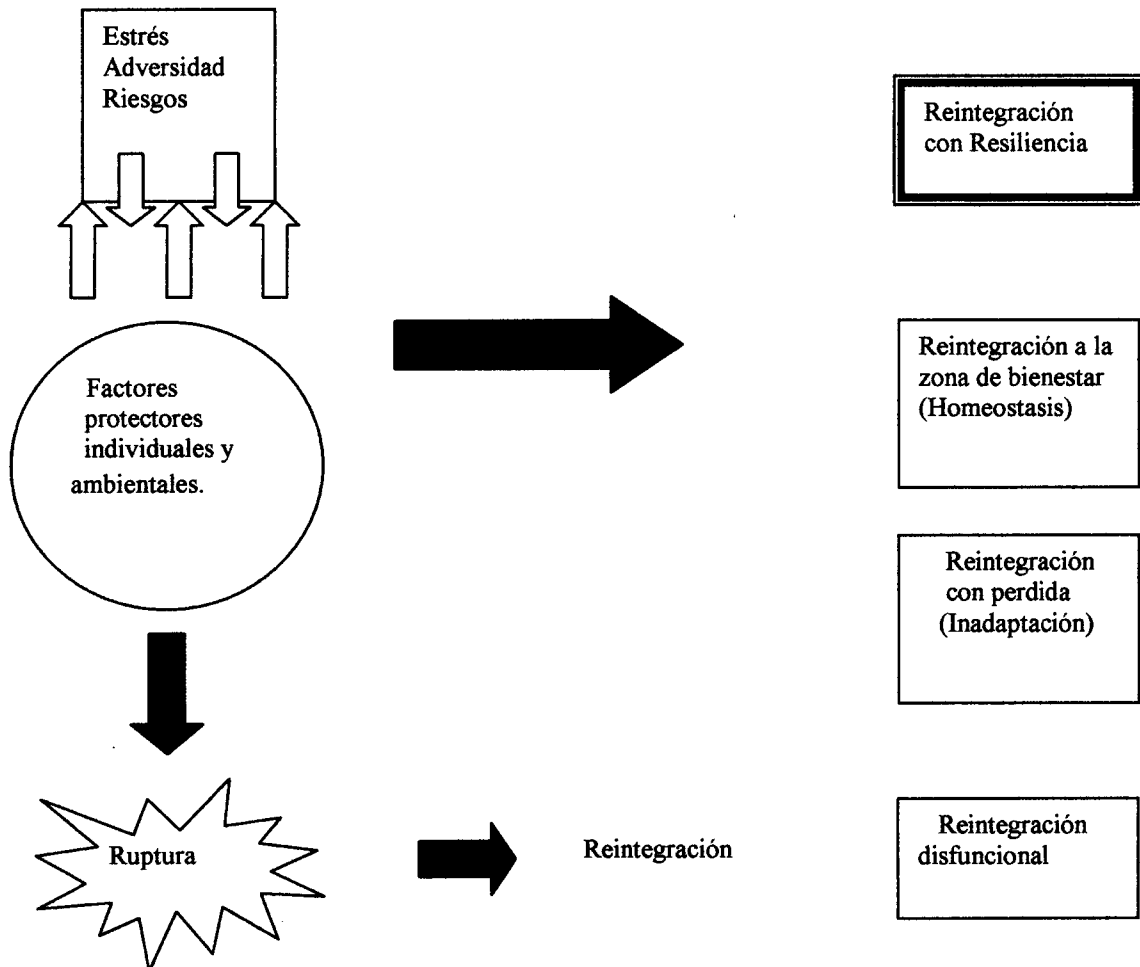 Estrés
Adversidad
Riesgos
Reintegración
con Resiliencia
Factores
protectores
individuales y
ambientales.
Reintegración a la
zona de bienestar
(Homeostasis)
Reintegración
con perdida
(Inadaptación)
Ruptura
Reintegración
Reintegración
disfuncional